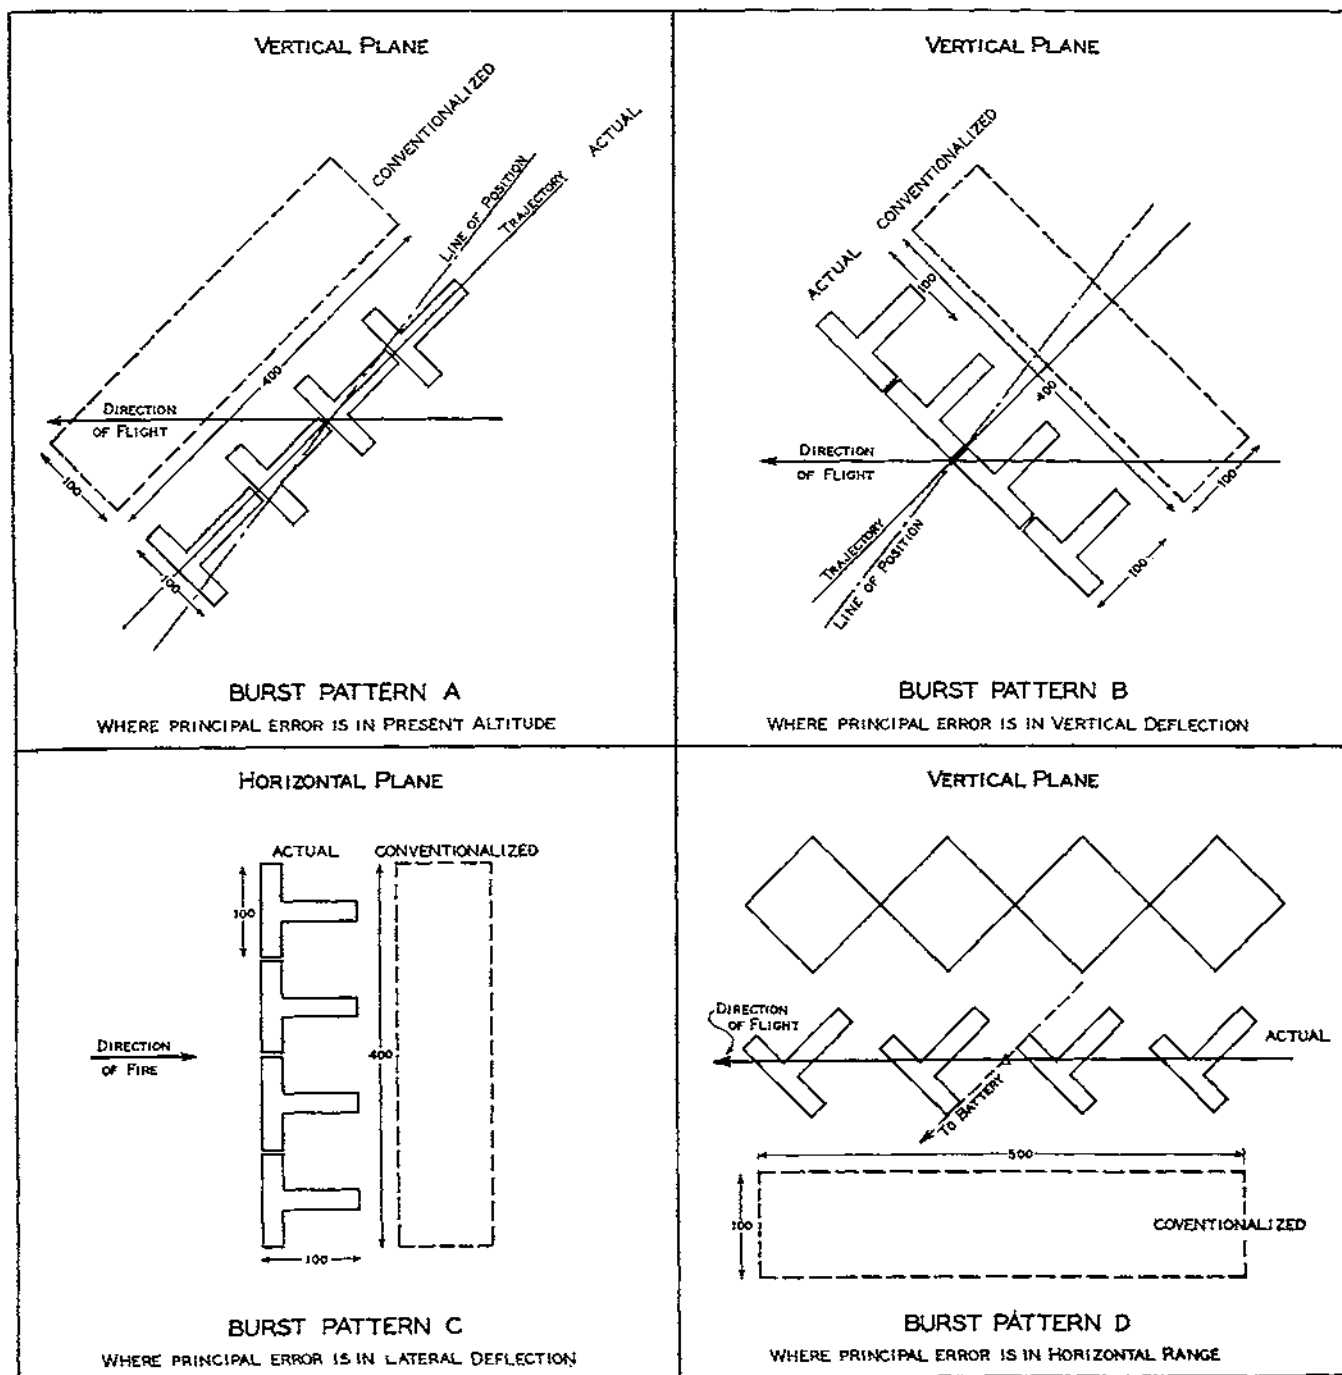 VERTICAL PLANE
CONVENTIONALIZED
ACTUAL
LINE OF POSITION
TRAJECTORY
400
DIRECTION
OF FLIGHT
100
100
BURST PATTERN A
WHERE PRINCIPAL ERROR IS IN PRESENT ALTITUDE
VERTICAL PLANE
CONVENTIONALIZED
ACTUAL
100
400
DIRECTION
OF FLIGHT
100
100
TRAJECTORY
LINE OF POSITION
BURST PATTERN B
WHERE PRINCIPAL ERROR IS IN VERTICAL DEFLECTION
HORIZONTAL PLANE
ACTUAL
CONVENTIONALIZED
100
DIRECTION
OF FIRE
400
100
BURST PATTERN C
WHERE PRINCIPAL ERROR IS IN LATERAL DEFLECTION
VERTICAL PLANE
DIRECTION
OF FLIGHT
ACTUAL
TO BATTERY
500
100
COVENTIONALIZED
BURST PATTERN D
WHERE PRINCIPAL ERROR IS IN HORIZONTAL RANGE